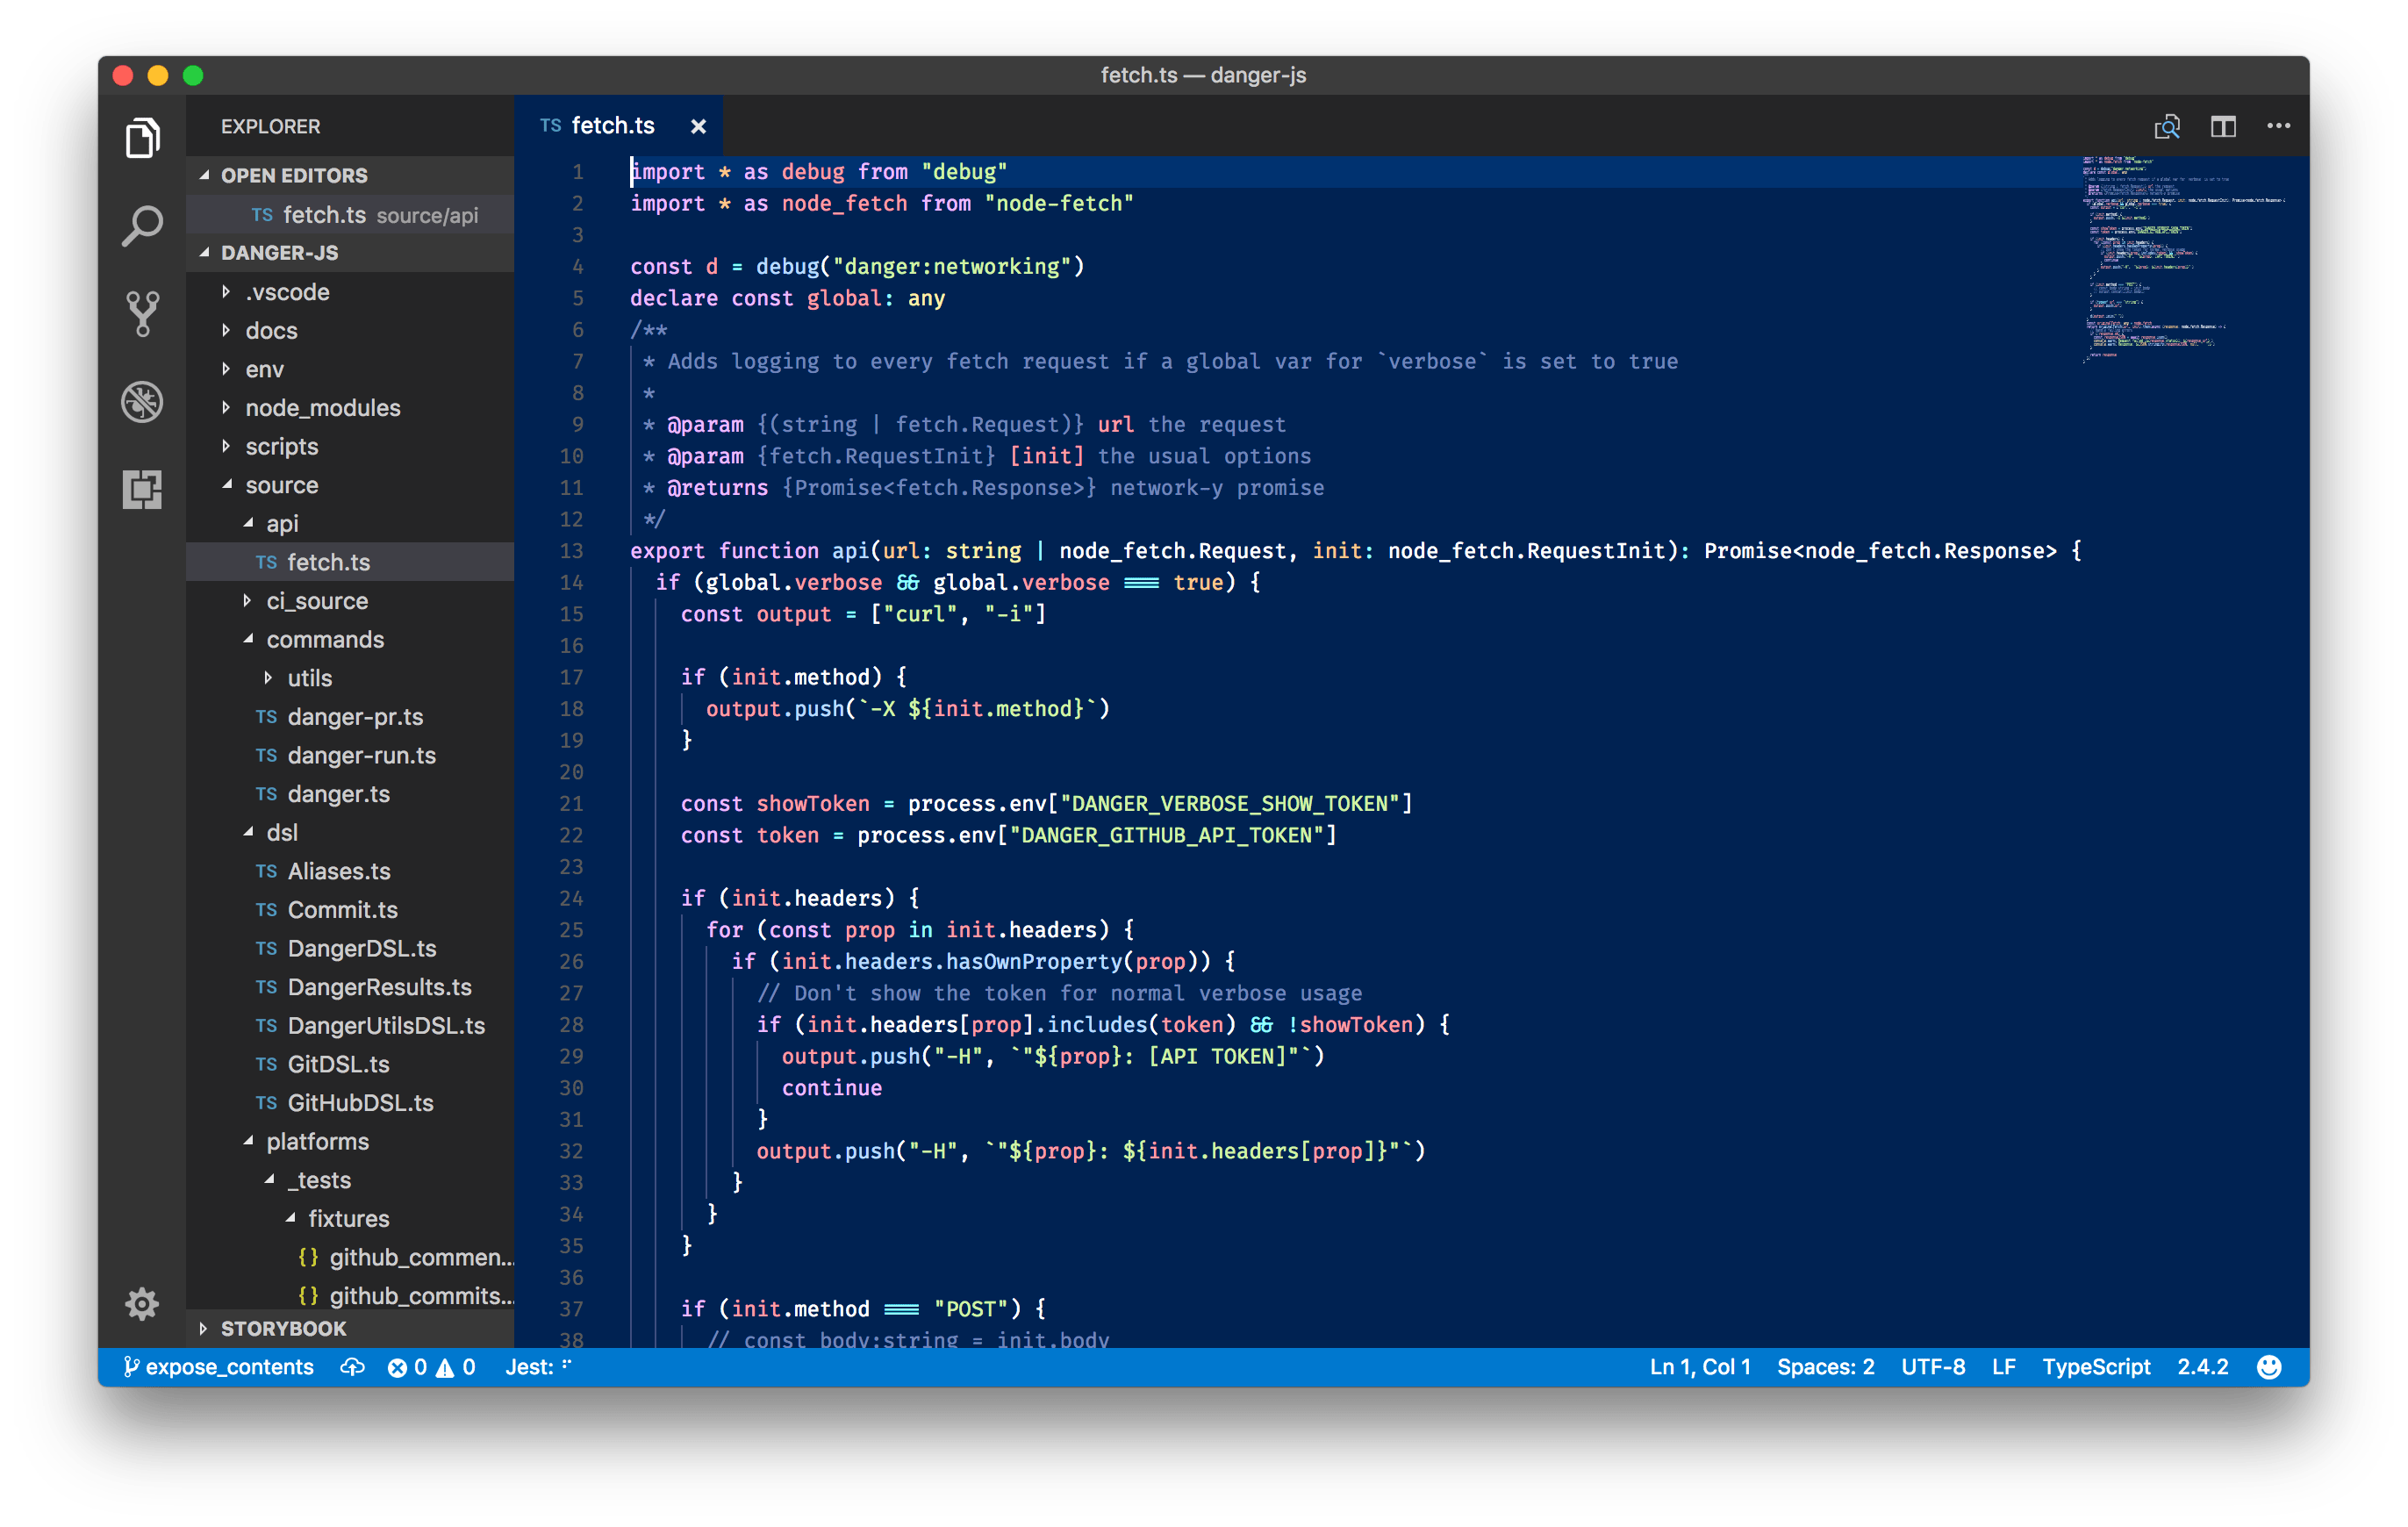 fetch.ts — danger-js
EXPLORER
OPEN EDITORS
TS fetch.ts source/api
DANGER-JS
.vscode
docs
env
node_modules
scripts
source
api
TS fetch.ts
ci_source
commands
utils
TS danger-pr.ts
TS danger-run.ts
TS danger.ts
dsl
TS Aliases.ts
TS Commit.ts
TS DangerDSL.ts
TS DangerResults.ts
TS DangerUtilsDSL.ts
TS GitDSL.ts
TS GitHubDSL.ts
platforms
_tests
fixtures
{} github_commen...
{} github_commits...
STORYBOOK
TS fetch.ts ×
1 import * as debug from "debug"
2 import * as node_fetch from "node-fetch"
3
4 const d = debug("danger:networking")
5 declare const global: any
6 /**
7 * Adds logging to every fetch request if a global var for `verbose` is set to true
8 *
9 * @param {(string | fetch.Request)} url the request
10 * @param {fetch.RequestInit} [init] the usual options
11 * @returns {Promise<fetch.Response>} network-y promise
12 */
13 export function api(url: string | node_fetch.Request, init: node_fetch.RequestInit): Promise<node_fetch.Response> {
14 if (global.verbose && global.verbose === true) {
15 const output = ["curl", "-i"]
16
17 if (init.method) {
18 output.push(`-X ${init.method}`)
19 }
20
21 const showToken = process.env["DANGER_VERBOSE_SHOW_TOKEN"]
22 const token = process.env["DANGER_GITHUB_API_TOKEN"]
23
24 if (init.headers) {
25 for (const prop in init.headers) {
26 if (init.headers.hasOwnProperty(prop)) {
27 // Don't show the token for normal verbose usage
28 if (init.headers[prop].includes(token) && !showToken) {
29 output.push("-H", `"${prop}: [API TOKEN]"`)
30 continue
31 }
32 output.push("-H", `"${prop}: ${init.headers[prop]}"`)
33 }
34 }
35 }
36
37 if (init.method === "POST") {
38 // const body:string = init.body
expose_contents 0 0 Jest: Ln 1, Col 1 Spaces: 2 UTF-8 LF TypeScript 2.4.2